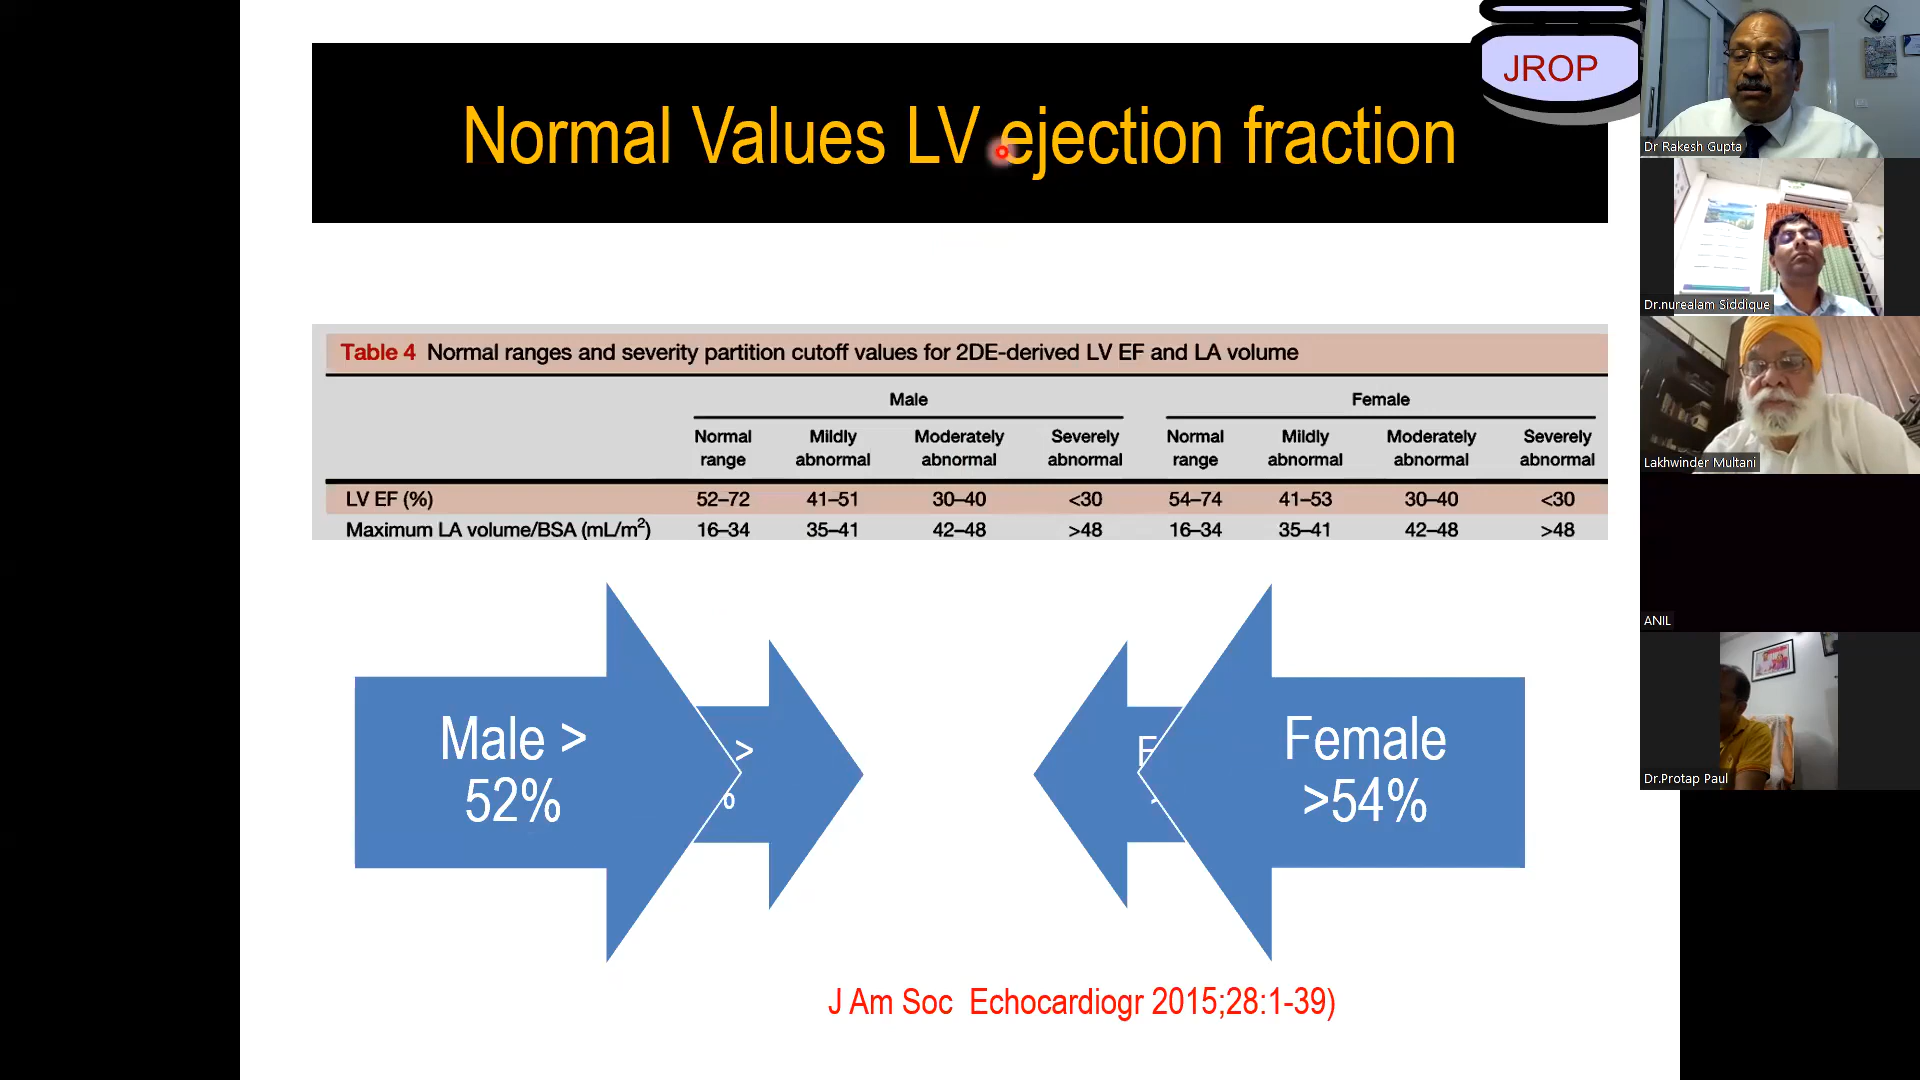 JROP
Normal Values LV ejection fraction
Table 4 Normal ranges and severity partition cutoff values for 2DE-derived LV EF and LA volume
Male Female
Normal range Mildly abnormal Moderately abnormal Severely abnormal Normal range Mildly abnormal Moderately abnormal Severely abnormal
LV EF (%) 52–72 41–51 30–40 <30 54–74 41–53 30–40 <30
Maximum LA volume/BSA (mL/m²) 16–34 35–41 42–48 >48 16–34 35–41 42–48 >48
Male >
52%
>
%
Female
>54%
J Am Soc Echocardiogr 2015;28:1-39)
Dr Rakesh Gupta
Dr.nurealam Siddique
Lakhwinder Multani
ANIL
Dr.Protap Paul